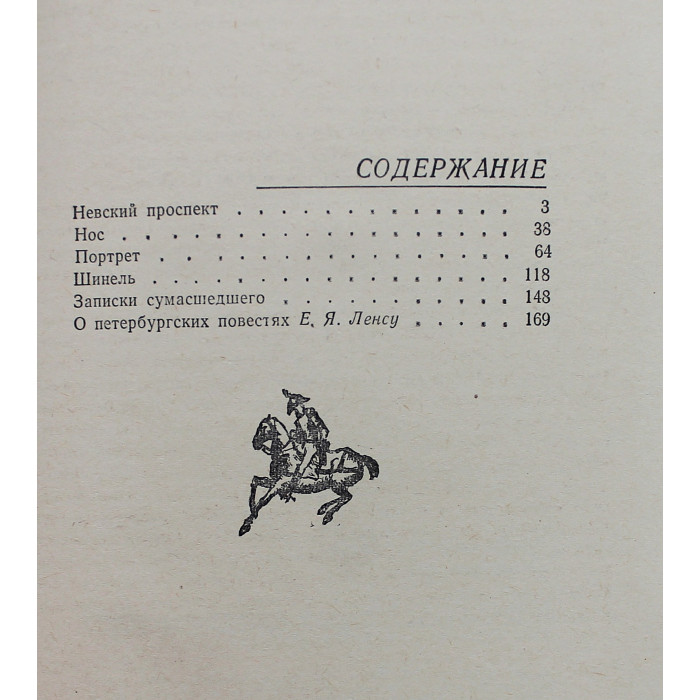 СОДЕРЖАНИЕ
Невский проспект . . . . . . . . . . . . . 3
Нос . . . . . . . . . . . . . . . . . . 38
Портрет . . . . . . . . . . . . . . . . 64
Шинель . . . . . . . . . . . . . . . . 118
Записки сумасшедшего . . . . . . . . . . 148
О петербургских повестях Е. Я. Ленсу . . . . . 169